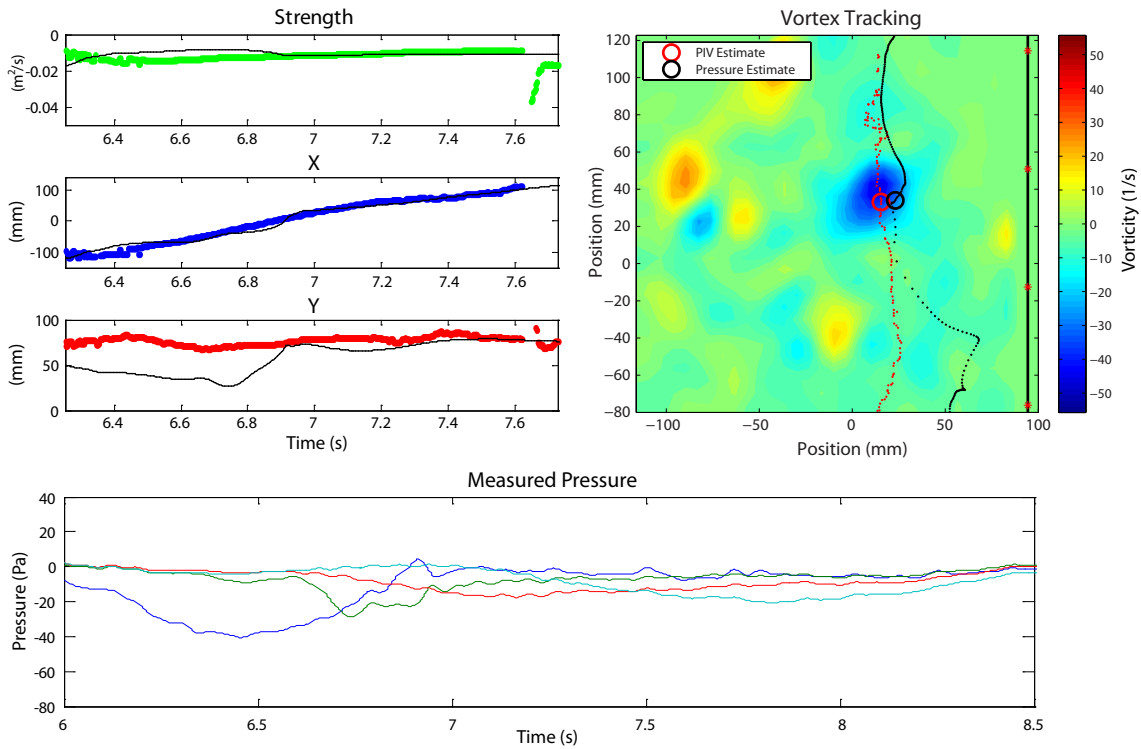 Strength
0
-0.02
-0.04
(m²/s)
6.4 6.6 6.8 7 7.2 7.4 7.6
X
100
0
-100
(mm)
6.4 6.6 6.8 7 7.2 7.4 7.6
Y
100
50
0
(mm)
6.4 6.6 6.8 7 7.2 7.4 7.6
Time (s)
Vortex Tracking
PIV Estimate
Pressure Estimate
120
100
80
60
40
20
0
−20
−40
−60
−80
Position (mm)
−100 −50 0 50 100
Position (mm)
50
40
30
20
10
0
−10
−20
−30
−40
−50
Vorticity (1/s)
Measured Pressure
40
20
0
-20
-40
-60
-80
Pressure (Pa)
6 6.5 7 7.5 8 8.5
Time (s)